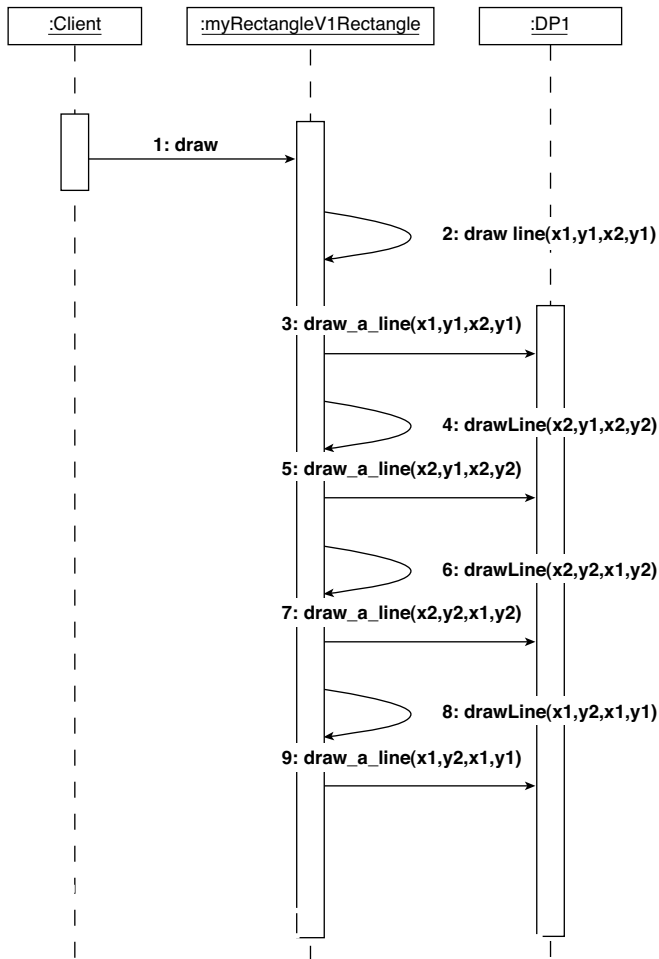 :Client
:myRectangleV1Rectangle
:DP1
1: draw
2: draw line(x1,y1,x2,y1)
3: draw_a_line(x1,y1,x2,y1)
4: drawLine(x2,y1,x2,y2)
5: draw_a_line(x2,y1,x2,y2)
6: drawLine(x2,y2,x1,y2)
7: draw_a_line(x2,y2,x1,y2)
8: drawLine(x1,y2,x1,y1)
9: draw_a_line(x1,y2,x1,y1)